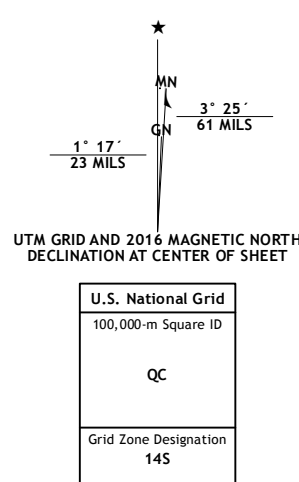 ★
MN
3° 25´
61 MILS
GN
1° 17´
23 MILS
UTM GRID AND 2016 MAGNETIC NORTH
DECLINATION AT CENTER OF SHEET
U.S. National Grid
100,000-m Square ID
QC
Grid Zone Designation
14S